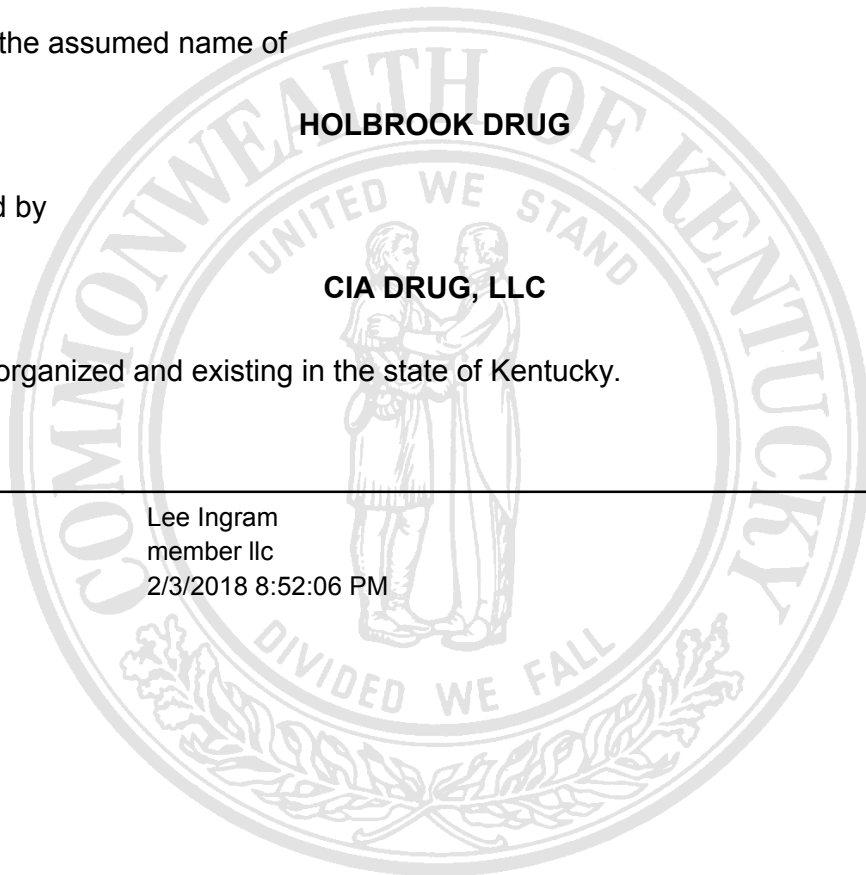 the assumed name of
HOLBROOK DRUG
d by
CIA DRUG, LLC
organized and existing in the state of Kentucky.
Lee Ingram
member llc
2/3/2018 8:52:06 PM
COMMONWEALTH OF KENTUCKY
UNITED WE STAND
DIVIDED WE FALL